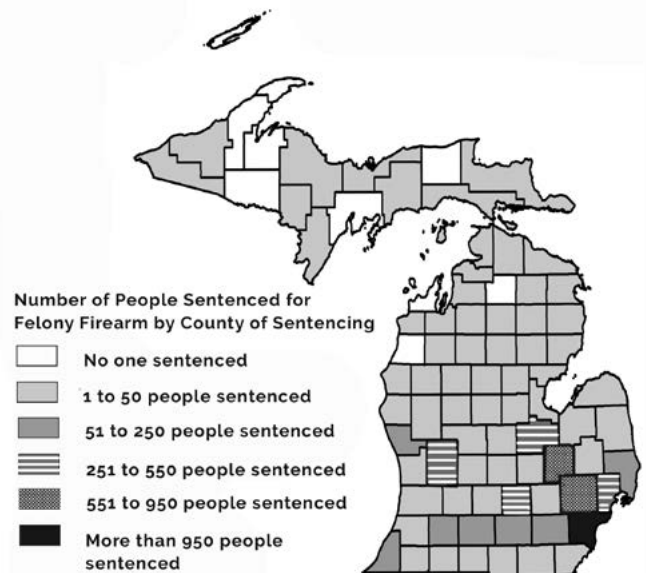 Number of People Sentenced for
Felony Firearm by County of Sentencing
No one sentenced
1 to 50 people sentenced
51 to 250 people sentenced
251 to 550 people sentenced
551 to 950 people sentenced
More than 950 people
sentenced